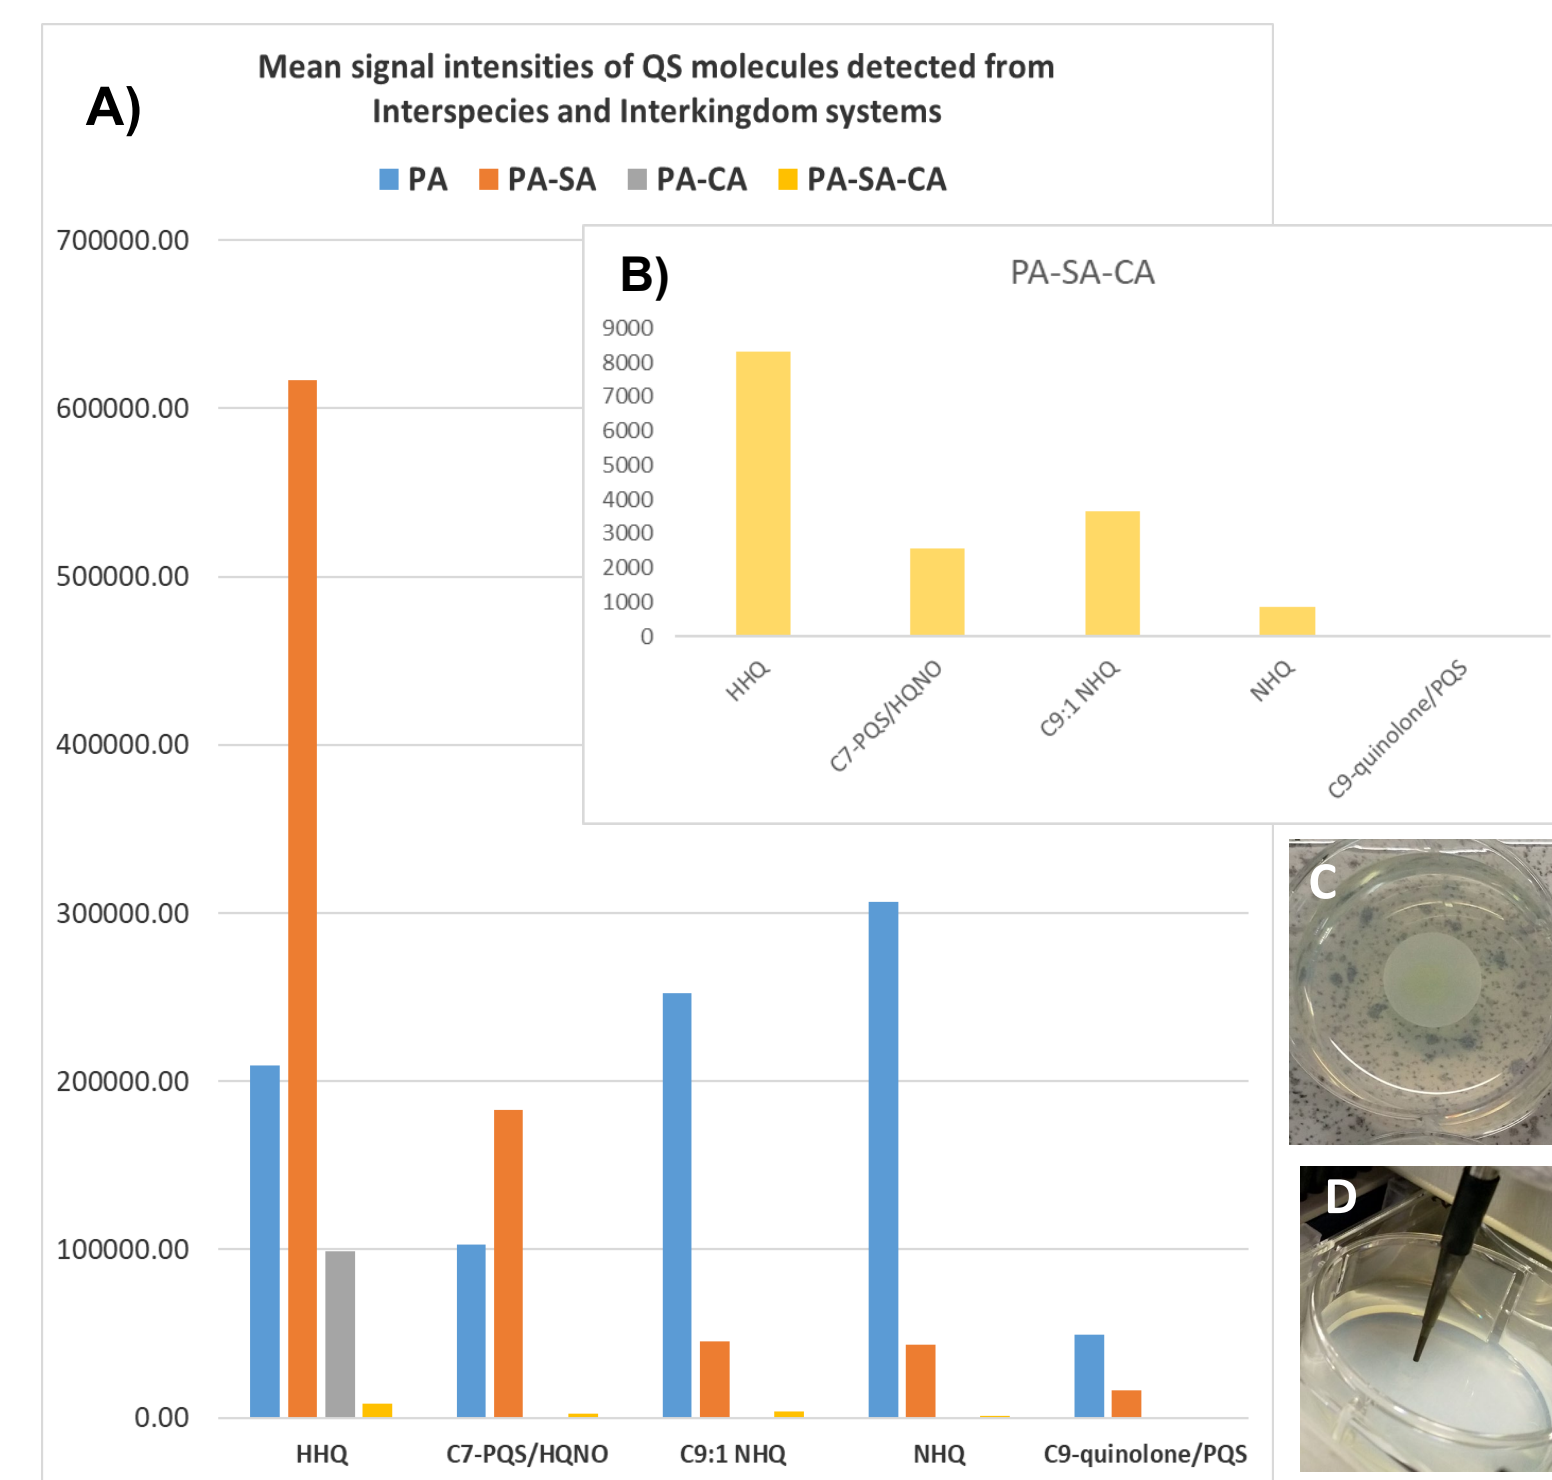 A)
Mean signal intensities of QS molecules detected from
Interspecies and Interkingdom systems
PA PA-SA PA-CA PA-SA-CA
700000.00
600000.00
500000.00
400000.00
300000.00
200000.00
100000.00
0.00
HHQ C7-PQS/HQNO C9:1 NHQ NHQ C9-quinolone/PQS
B)
PA-SA-CA
9000
8000
7000
6000
5000
4000
3000
2000
1000
0
HHQ
C7-PQS/HQNO
C9:1 NHQ
NHQ
C9-quinolone/PQS
C
D